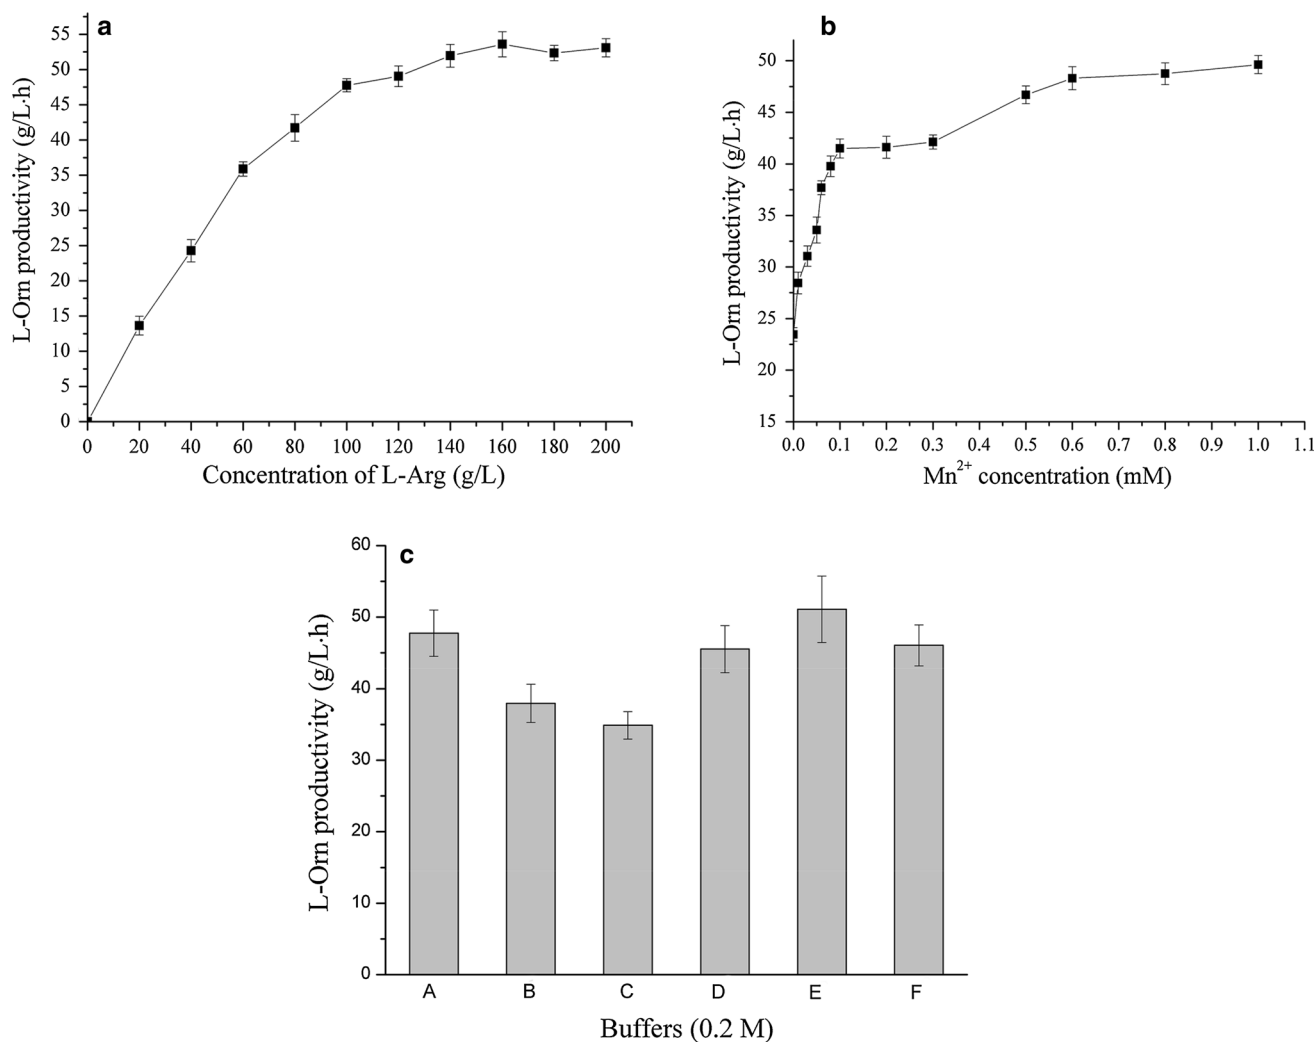 a
L-Orn productivity (g/L·h)
55
50
45
40
35
30
25
20
15
10
5
0
0 20 40 60 80 100 120 140 160 180 200
Concentration of L-Arg (g/L)
b
L-Orn productivity (g/L·h)
50
45
40
35
30
25
20
15
0.0 0.1 0.2 0.3 0.4 0.5 0.6 0.7 0.8 0.9 1.0 1.1
Mn²⁺ concentration (mM)
c
L-Orn productivity (g/L·h)
60
50
40
30
20
10
0
A B C D E F
Buffers (0.2 M)